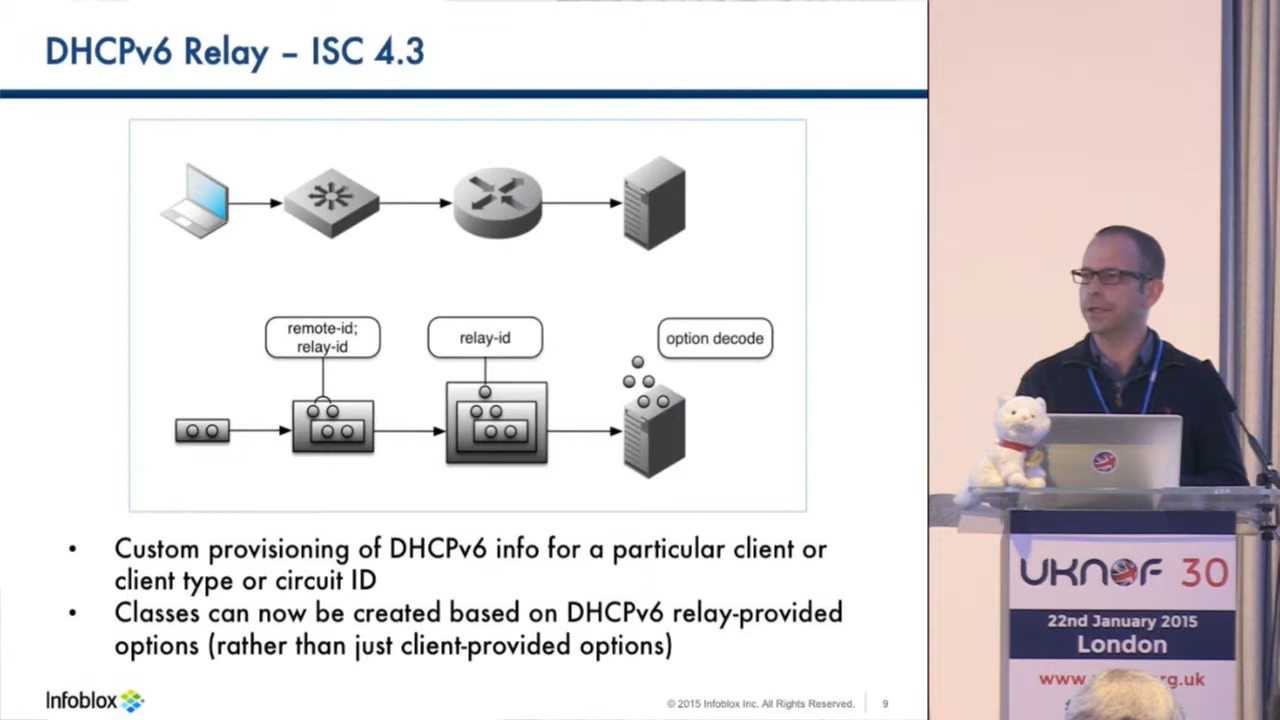 DHCPv6 Relay – ISC 4.3
remote-id;
relay-id
relay-id
option decode
• Custom provisioning of DHCPv6 info for a particular client or
client type or circuit ID
• Classes can now be created based on DHCPv6 relay-provided
options (rather than just client-provided options)
Infoblox
© 2015 Infoblox Inc. All Rights Reserved.
9
UKNOF 30
22nd January 2015
London